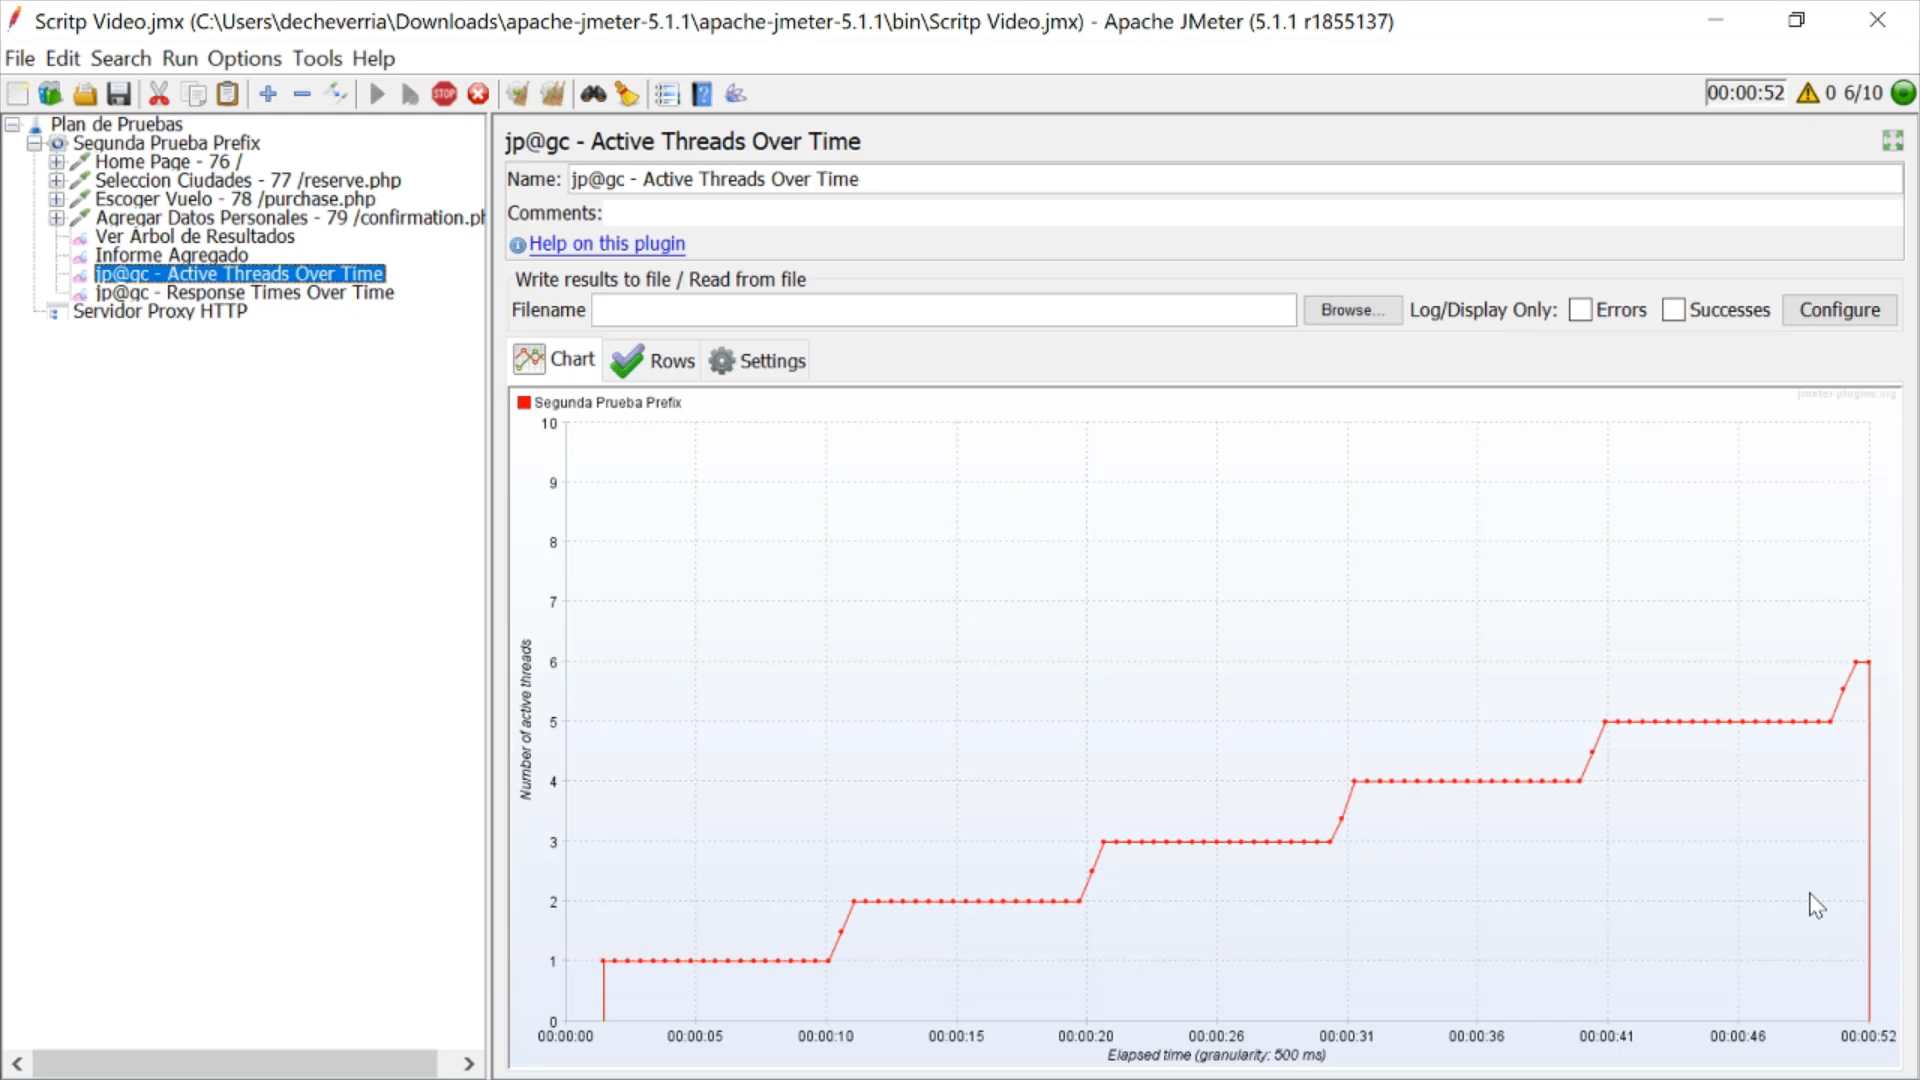 Scritp Video.jmx (C:\Users\decheverria\Downloads\apache-jmeter-5.1.1\apache-jmeter-5.1.1\bin\Scritp Video.jmx) - Apache JMeter (5.1.1 r1855137)
File Edit Search Run Options Tools Help
STOP
00:00:52 0 6/10
Plan de Pruebas
Segunda Prueba Prefix
Home Page - 76 /
Seleccion Ciudades - 77 /reserve.php
Escoger Vuelo - 78 /purchase.php
Agregar Datos Personales - 79 /confirmation.ph
Ver Árbol de Resultados
Informe Agregado
jp@gc - Active Threads Over Time
jp@gc - Response Times Over Time
Servidor Proxy HTTP
jp@gc - Active Threads Over Time
Name: jp@gc - Active Threads Over Time
Comments:
Help on this plugin
Write results to file / Read from file
Filename Browse... Log/Display Only: Errors Successes Configure
Chart Rows Settings
Segunda Prueba Prefix
jmeter-plugins.org
10
9
8
7
6
5
4
3
2
1
0
Number of active threads
00:00:00 00:00:05 00:00:10 00:00:15 00:00:20 00:00:26 00:00:31 00:00:36 00:00:41 00:00:46 00:00:52
Elapsed time (granularity: 500 ms)